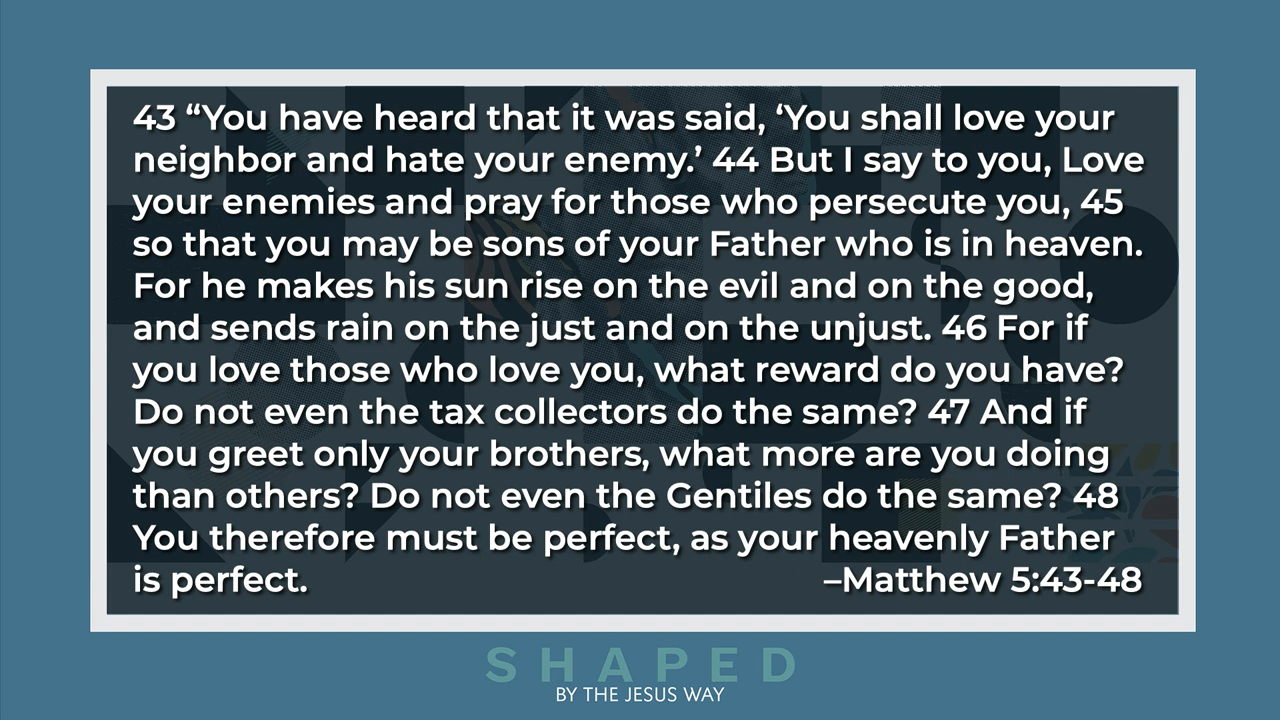 43 “You have heard that it was said, ‘You shall love your
neighbor and hate your enemy.’ 44 But I say to you, Love
your enemies and pray for those who persecute you, 45
so that you may be sons of your Father who is in heaven.
For he makes his sun rise on the evil and on the good,
and sends rain on the just and on the unjust. 46 For if
you love those who love you, what reward do you have?
Do not even the tax collectors do the same? 47 And if
you greet only your brothers, what more are you doing
than others? Do not even the Gentiles do the same? 48
You therefore must be perfect, as your heavenly Father
is perfect. –Matthew 5:43-48
SHAPED
BY THE JESUS WAY